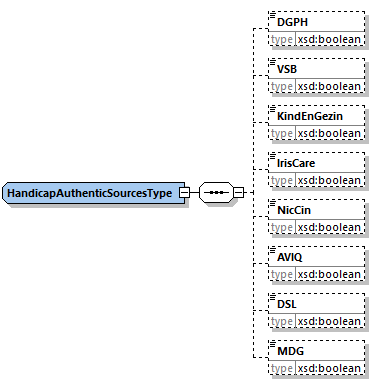 DGPH
type xsd:boolean
VSB
type xsd:boolean
KindEnGezin
type xsd:boolean
IrisCare
type xsd:boolean
HandicapAuthenticSourcesType
NicCin
type xsd:boolean
AVIQ
type xsd:boolean
DSL
type xsd:boolean
MDG
type xsd:boolean